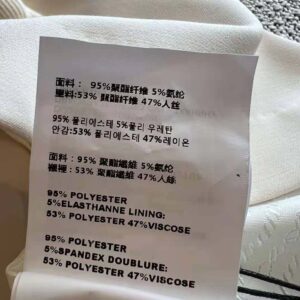 面料： 95%聚酯纤维 5%氨纶
里料:53% 聚酯纤维 47%人丝
95% 폴리에스테 5%폴리 우레탄
안감:53% 폴리에스테 47%레이온
面料： 95% 聚酯纖維 5%氨纶
襯裡：53% 聚酯纖維 47%人丝
95% POLYESTER
5%ELASTHANNE LINING:
53% POLYESTER 47%VISCOSE
95% POLYESTER
5%SPANDEX DOUBLURE:
53% POLYESTER 47%VISCOSE